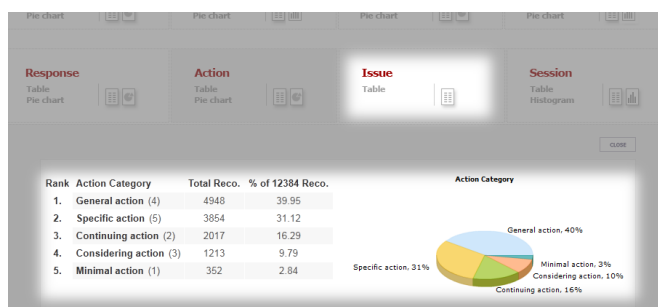 Pie chart
Pie chart
Pie chart
Pie chart
Response
Table
Pie chart
Action
Table
Pie chart
Issue
Table
Session
Table
Histogram
CLOSE
Rank Action Category Total Reco. % of 12384 Reco.
1. General action (4) 4948 39.95
2. Specific action (5) 3854 31.12
3. Continuing action (2) 2017 16.29
4. Considering action (3) 1213 9.79
5. Minimal action (1) 352 2.84
Action Category
General action, 40%
Specific action, 31%
Minimal action, 3%
Considering action, 10%
Continuing action, 16%